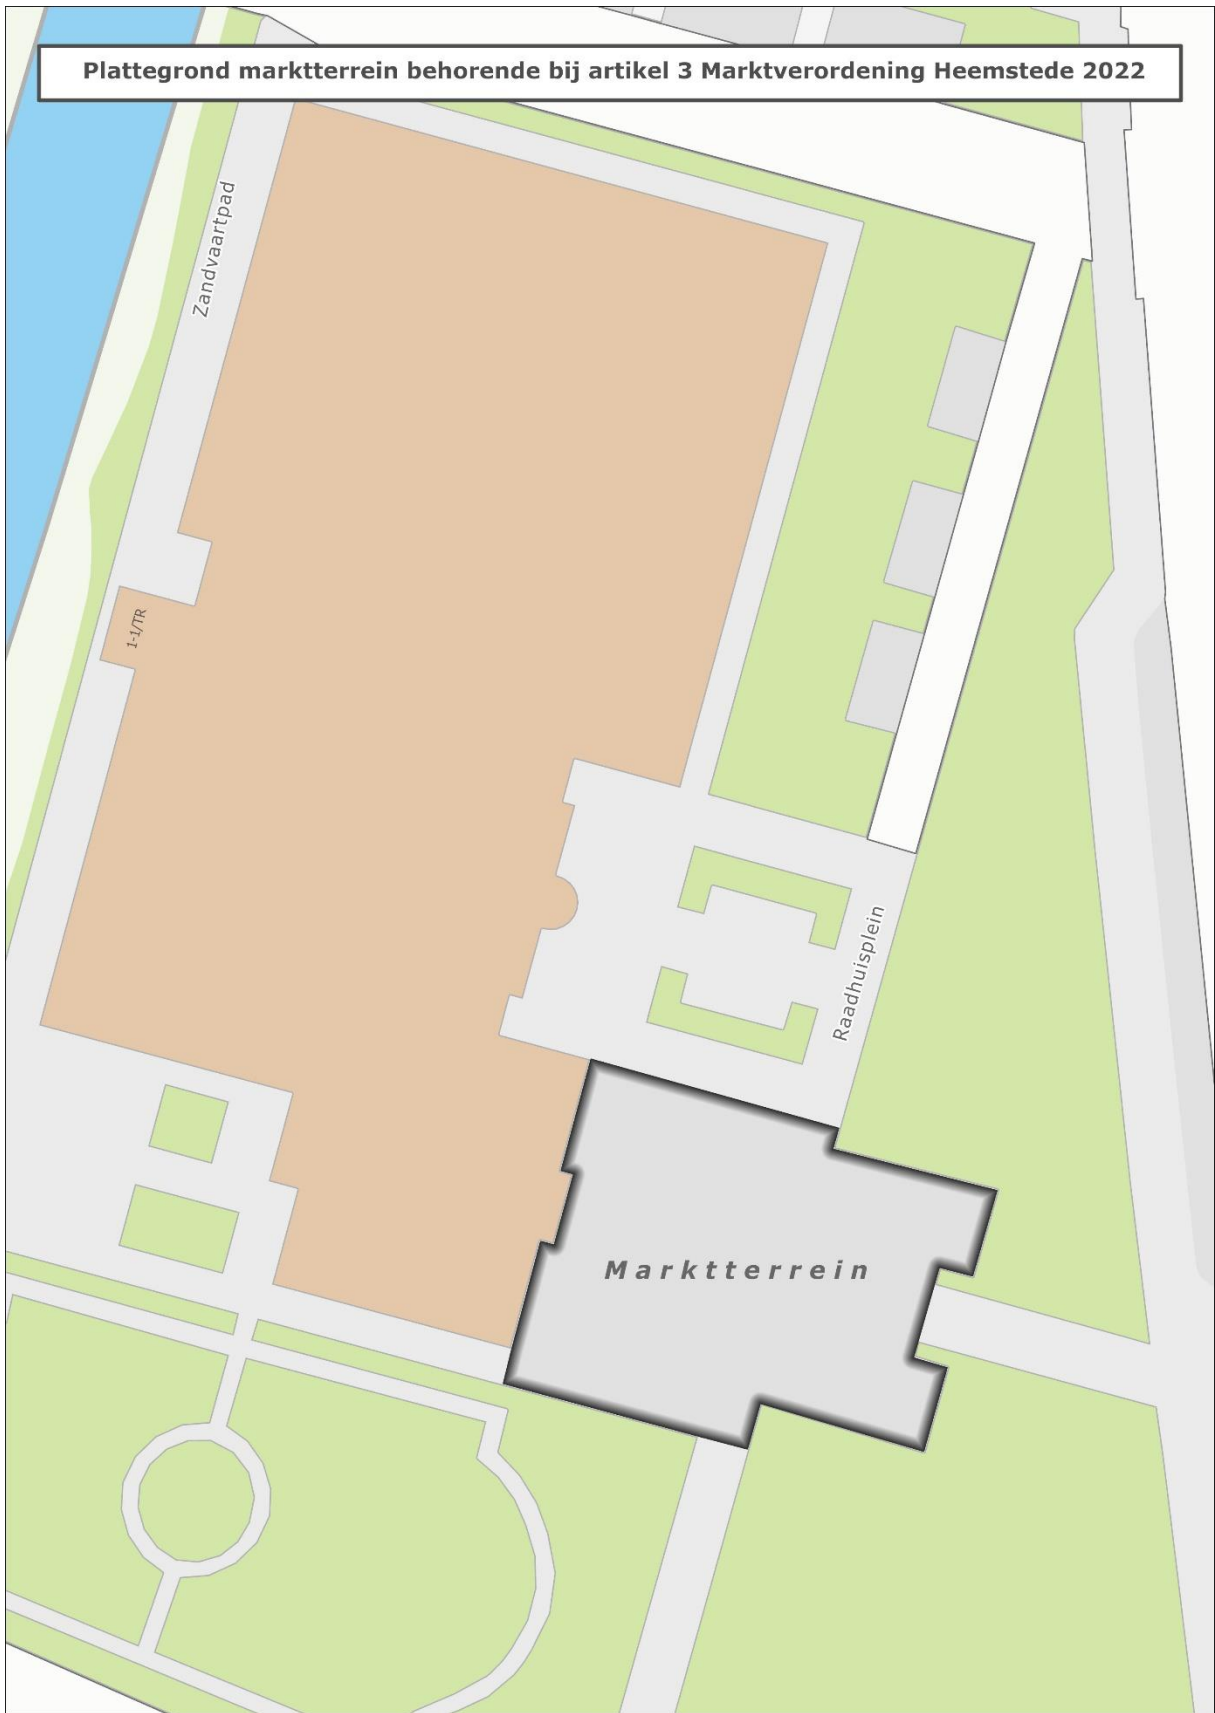 Plattegrond marktterrein behorende bij artikel 3 Marktverordening Heemstede 2022
Zandvaartpad
1-1/TR
Raadhuisplein
Marktterrein